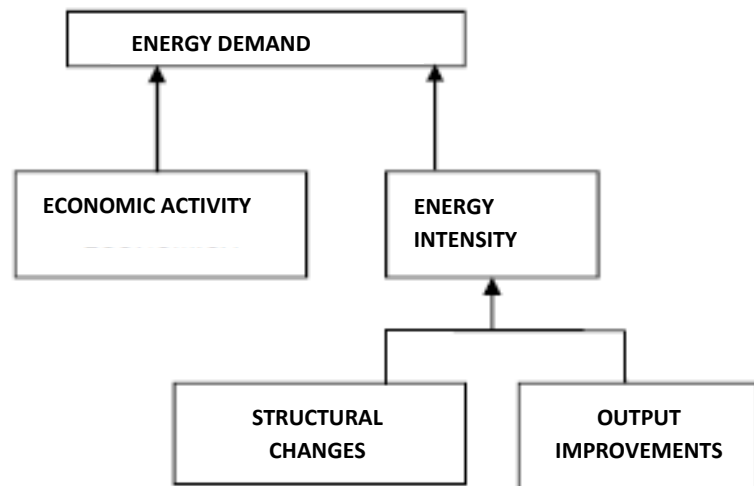 ENERGY DEMAND
ECONOMIC ACTIVITY
ENERGY
INTENSITY
STRUCTURAL
CHANGES
OUTPUT
IMPROVEMENTS